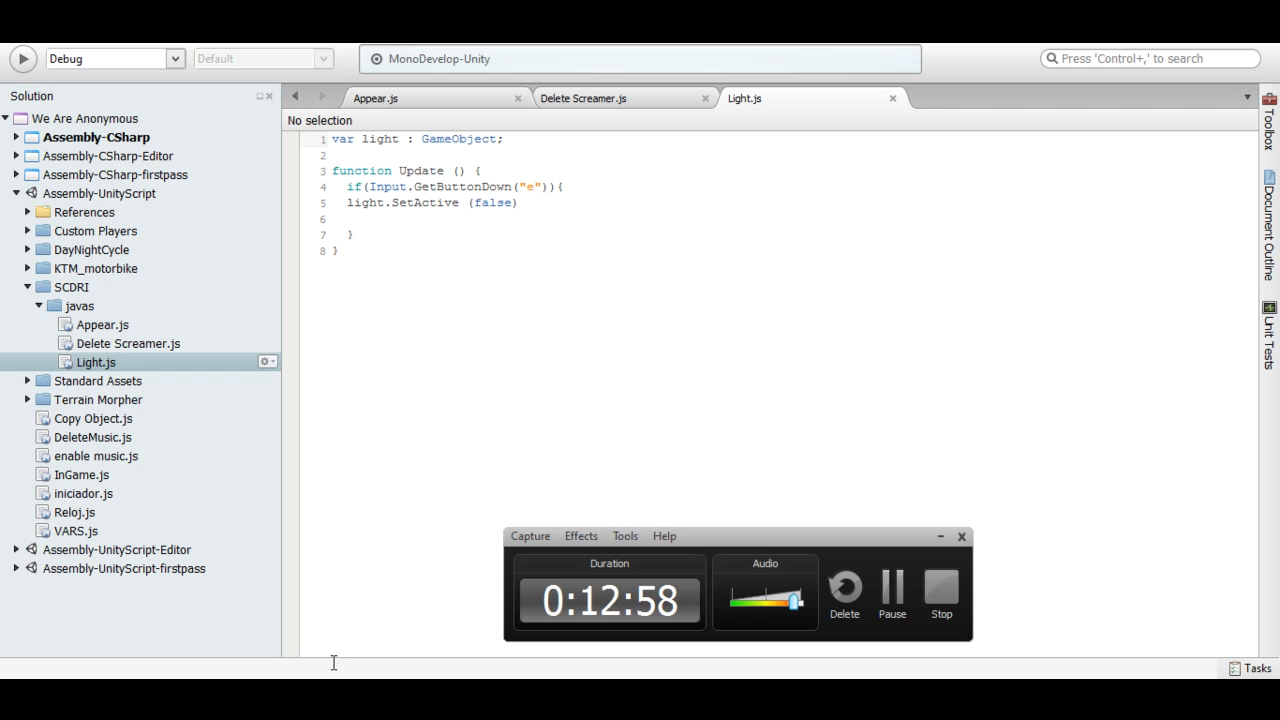 Debug
Default
MonoDevelop-Unity
Press 'Control+,' to search
Solution
We Are Anonymous
Assembly-CSharp
Assembly-CSharp-Editor
Assembly-CSharp-firstpass
Assembly-UnityScript
References
Custom Players
DayNightCycle
KTM_motorbike
SCDRI
javas
Appear.js
Delete Screamer.js
Light.js
Standard Assets
Terrain Morpher
Copy Object.js
DeleteMusic.js
enable music.js
InGame.js
iniciador.js
Reloj.js
VARS.js
Assembly-UnityScript-Editor
Assembly-UnityScript-firstpass
Appear.js Delete Screamer.js Light.js
No selection
1 var light : GameObject;
2
3 function Update () {
4 if(Input.GetButtonDown("e")){
5 light.SetActive (false)
6
7 }
8 }
Capture Effects Tools Help
Duration
0:12:58
Audio
Delete Pause Stop
Toolbox
Document Outline
Unit Tests
Tasks